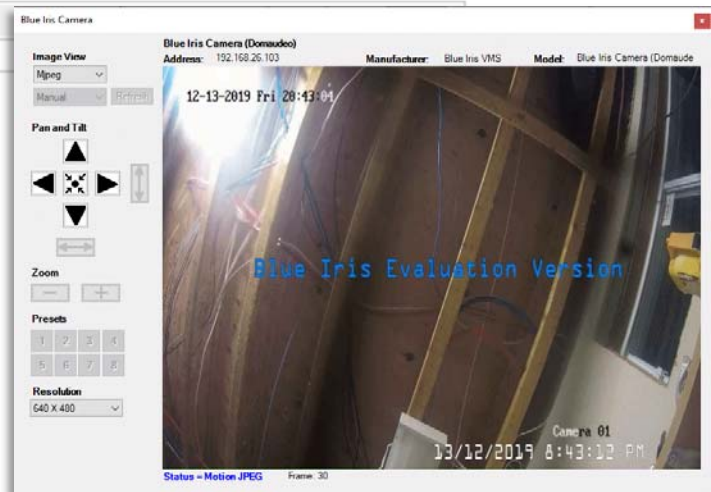 Blue Iris Camera
Blue Iris Camera (Domaudeo)
Address: 192.168.26.103 Manufacturer: Blue Iris VMS Model: Blue Iris Camera (Domaude
Image View
Mjpeg
Manual Refresh
Pan and Tilt
Zoom
Presets
1 2 3 4
5 6 7 8
Resolution
640 X 480
12-13-2019 Fri 20:43:04
Blue Iris Evaluation Version
Camera 01
13/12/2019 8:43:12 PM
Status = Motion JPEG Frame: 30